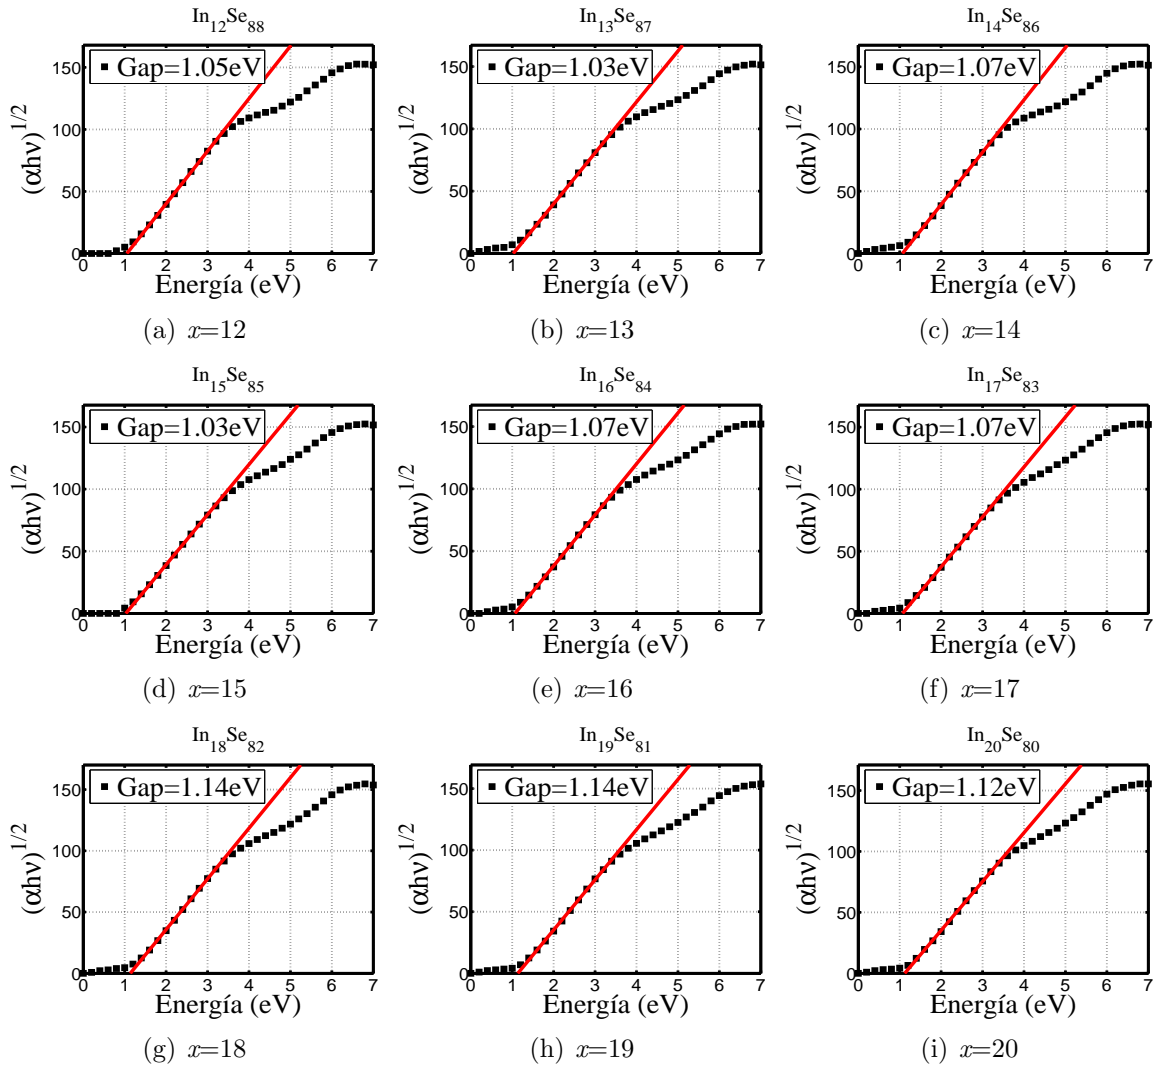 In12Se88
(αhν)1/2
150
100
50
0
Gap=1.05eV
0 1 2 3 4 5 6 7
Energía (eV)
(a) x=12
In13Se87
(αhν)1/2
150
100
50
0
Gap=1.03eV
0 1 2 3 4 5 6 7
Energía (eV)
(b) x=13
In14Se86
(αhν)1/2
150
100
50
0
Gap=1.07eV
0 1 2 3 4 5 6 7
Energía (eV)
(c) x=14
In15Se85
(αhν)1/2
150
100
50
0
Gap=1.03eV
0 1 2 3 4 5 6 7
Energía (eV)
(d) x=15
In16Se84
(αhν)1/2
150
100
50
0
Gap=1.07eV
0 1 2 3 4 5 6 7
Energía (eV)
(e) x=16
In17Se83
(αhν)1/2
150
100
50
0
Gap=1.07eV
0 1 2 3 4 5 6 7
Energía (eV)
(f) x=17
In18Se82
(αhν)1/2
150
100
50
0
Gap=1.14eV
0 1 2 3 4 5 6 7
Energía (eV)
(g) x=18
In19Se81
(αhν)1/2
150
100
50
0
Gap=1.14eV
0 1 2 3 4 5 6 7
Energía (eV)
(h) x=19
In20Se80
(αhν)1/2
150
100
50
0
Gap=1.12eV
0 1 2 3 4 5 6 7
Energía (eV)
(i) x=20